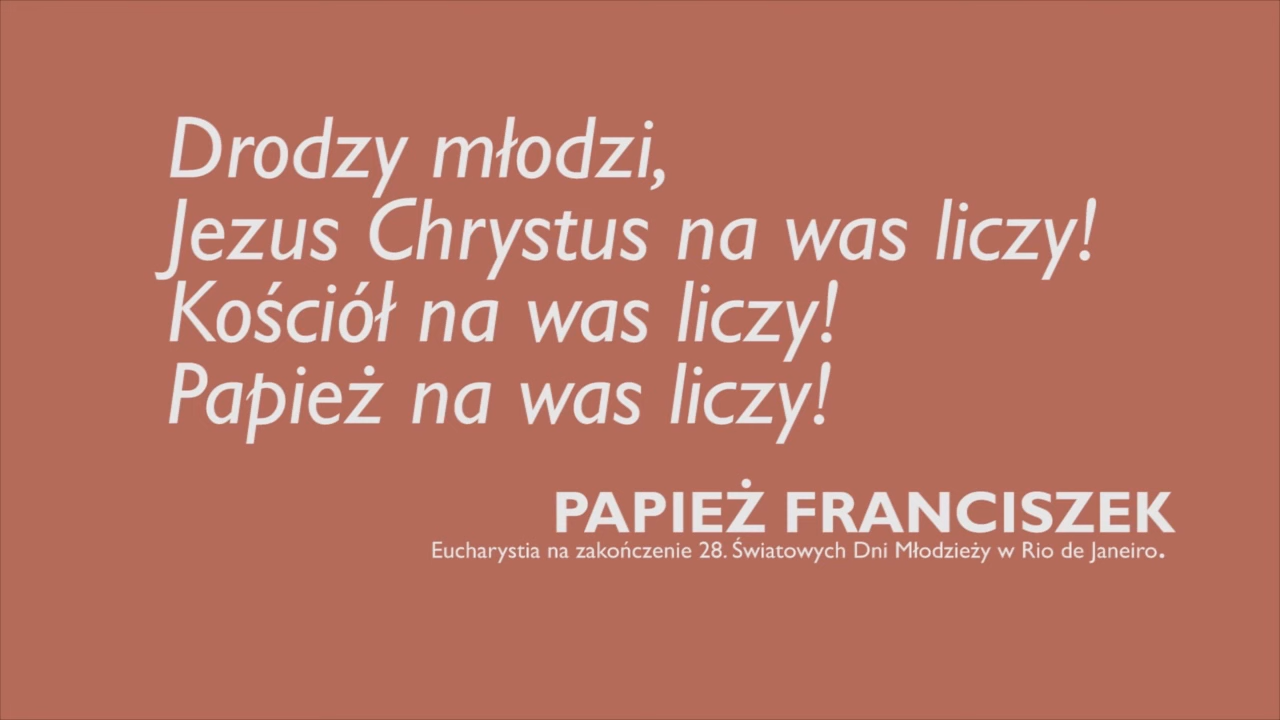 Drodzy młodzi,
Jezus Chrystus na was liczy!
Kościół na was liczy!
Papież na was liczy!
PAPIEŻ FRANCISZEK
Eucharystia na zakończenie 28. Światowych Dni Młodzieży w Rio de Janeiro.